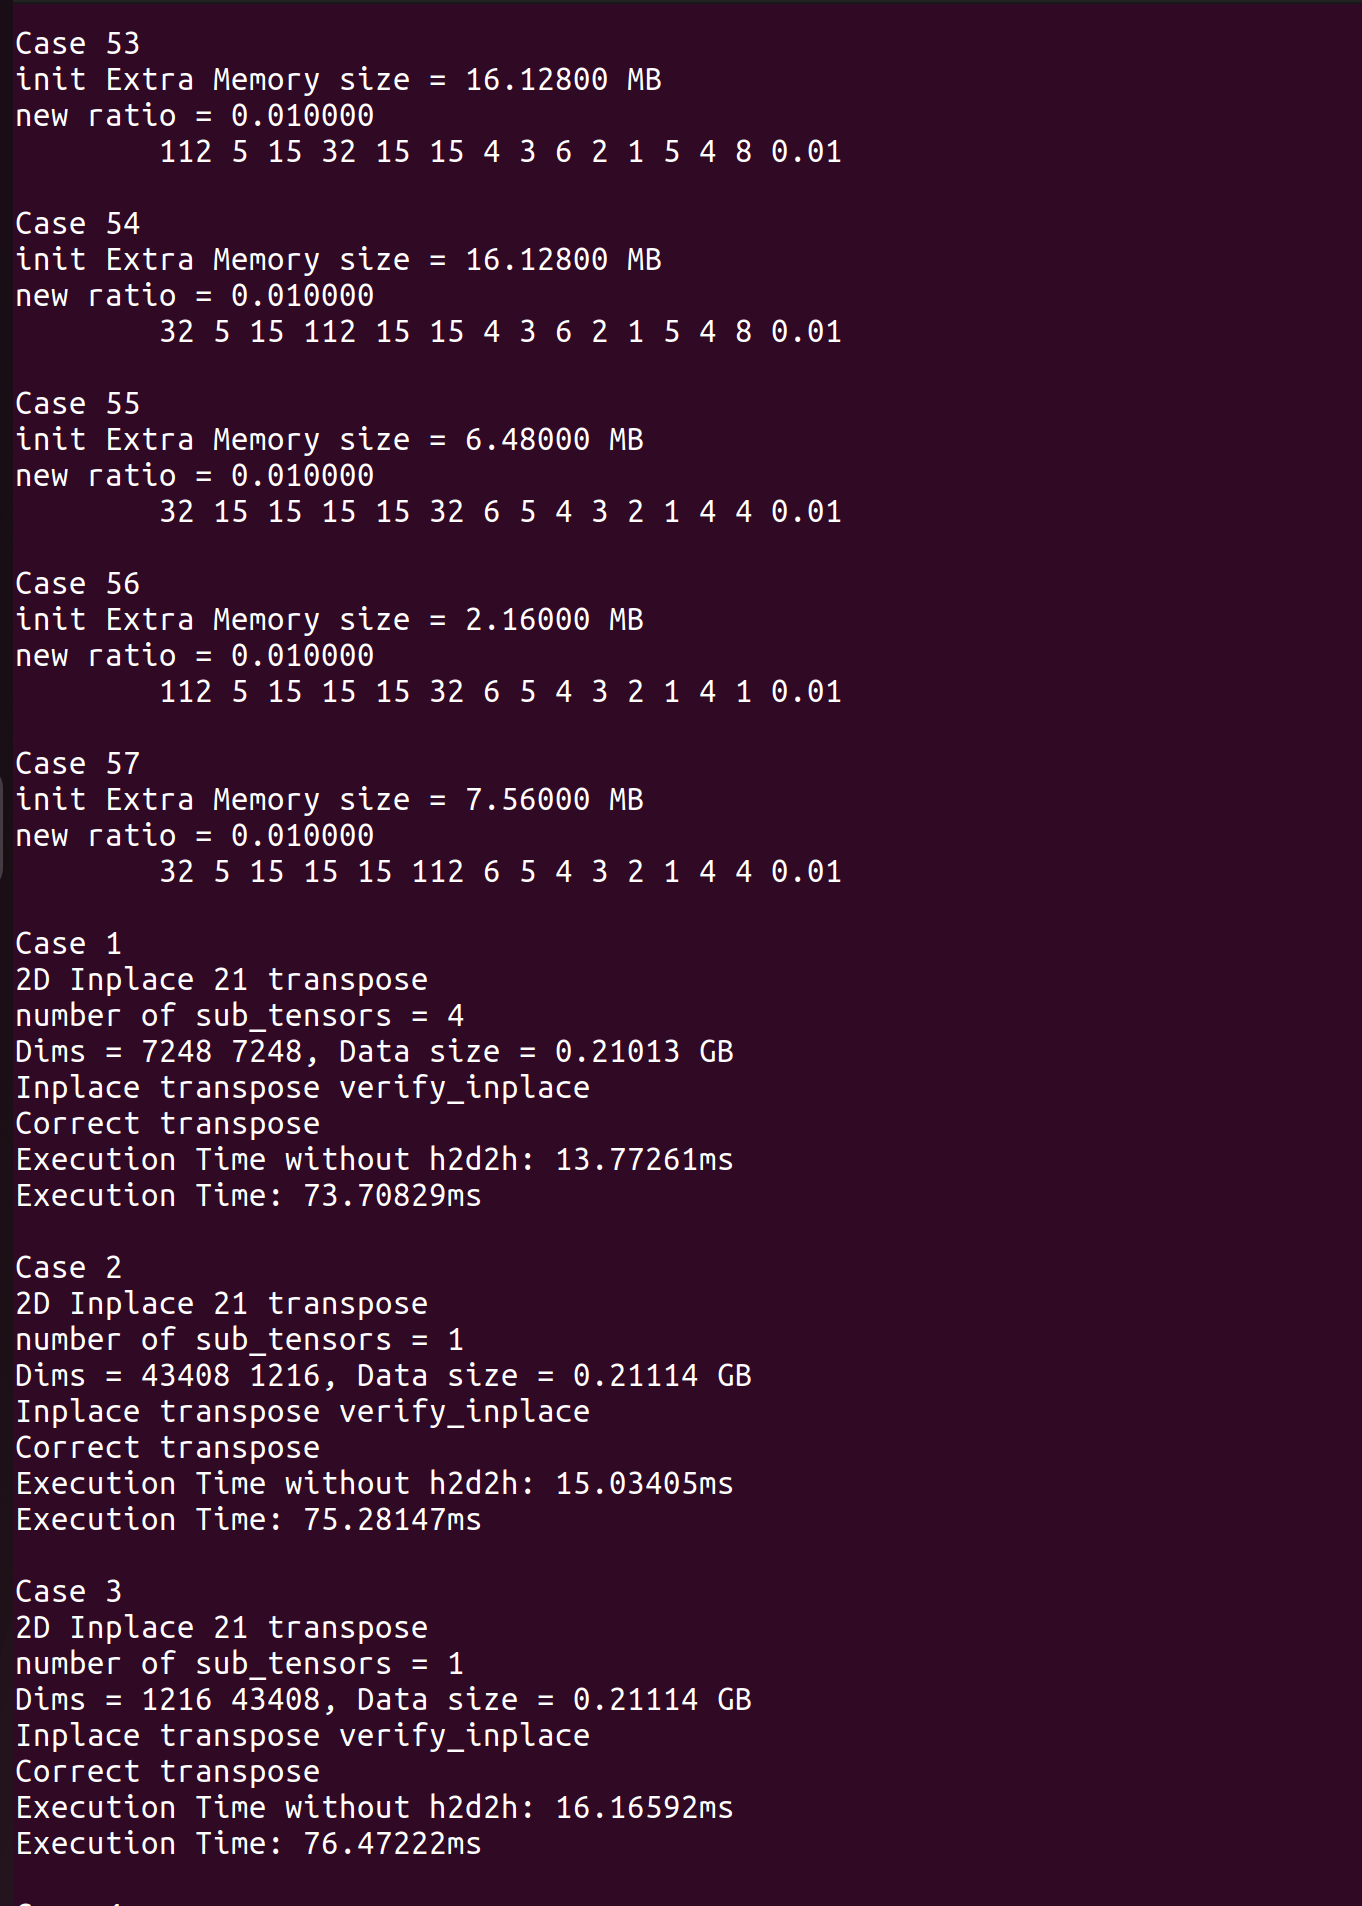 Case 53
init Extra Memory size = 16.12800 MB
new ratio = 0.010000
112 5 15 32 15 15 4 3 6 2 1 5 4 8 0.01
Case 54
init Extra Memory size = 16.12800 MB
new ratio = 0.010000
32 5 15 112 15 15 4 3 6 2 1 5 4 8 0.01
Case 55
init Extra Memory size = 6.48000 MB
new ratio = 0.010000
32 15 15 15 15 32 6 5 4 3 2 1 4 4 0.01
Case 56
init Extra Memory size = 2.16000 MB
new ratio = 0.010000
112 5 15 15 15 32 6 5 4 3 2 1 4 1 0.01
Case 57
init Extra Memory size = 7.56000 MB
new ratio = 0.010000
32 5 15 15 15 112 6 5 4 3 2 1 4 4 0.01
Case 1
2D Inplace 21 transpose
number of sub_tensors = 4
Dims = 7248 7248, Data size = 0.21013 GB
Inplace transpose verify_inplace
Correct transpose
Execution Time without h2d2h: 13.77261ms
Execution Time: 73.70829ms
Case 2
2D Inplace 21 transpose
number of sub_tensors = 1
Dims = 43408 1216, Data size = 0.21114 GB
Inplace transpose verify_inplace
Correct transpose
Execution Time without h2d2h: 15.03405ms
Execution Time: 75.28147ms
Case 3
2D Inplace 21 transpose
number of sub_tensors = 1
Dims = 1216 43408, Data size = 0.21114 GB
Inplace transpose verify_inplace
Correct transpose
Execution Time without h2d2h: 16.16592ms
Execution Time: 76.47222ms